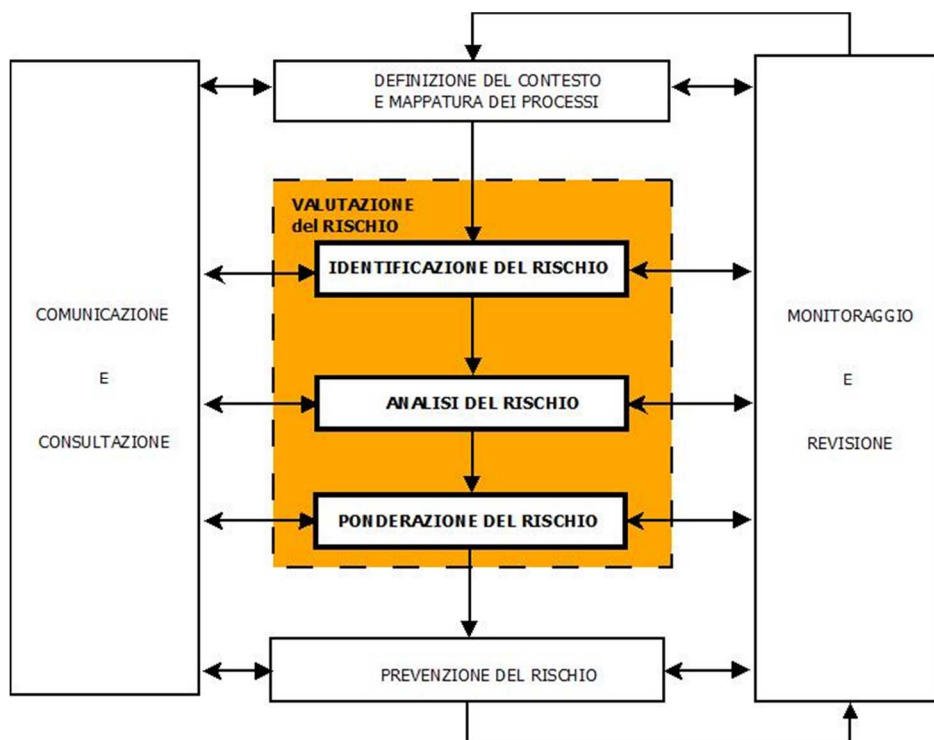 DEFINIZIONE DEL CONTESTO
E MAPPATURA DEI PROCESSI
VALUTAZIONE
del RISCHIO
IDENTIFICAZIONE DEL RISCHIO
ANALISI DEL RISCHIO
PONDERAZIONE DEL RISCHIO
PREVENZIONE DEL RISCHIO
COMUNICAZIONE
E
CONSULTAZIONE
MONITORAGGIO
E
REVISIONE